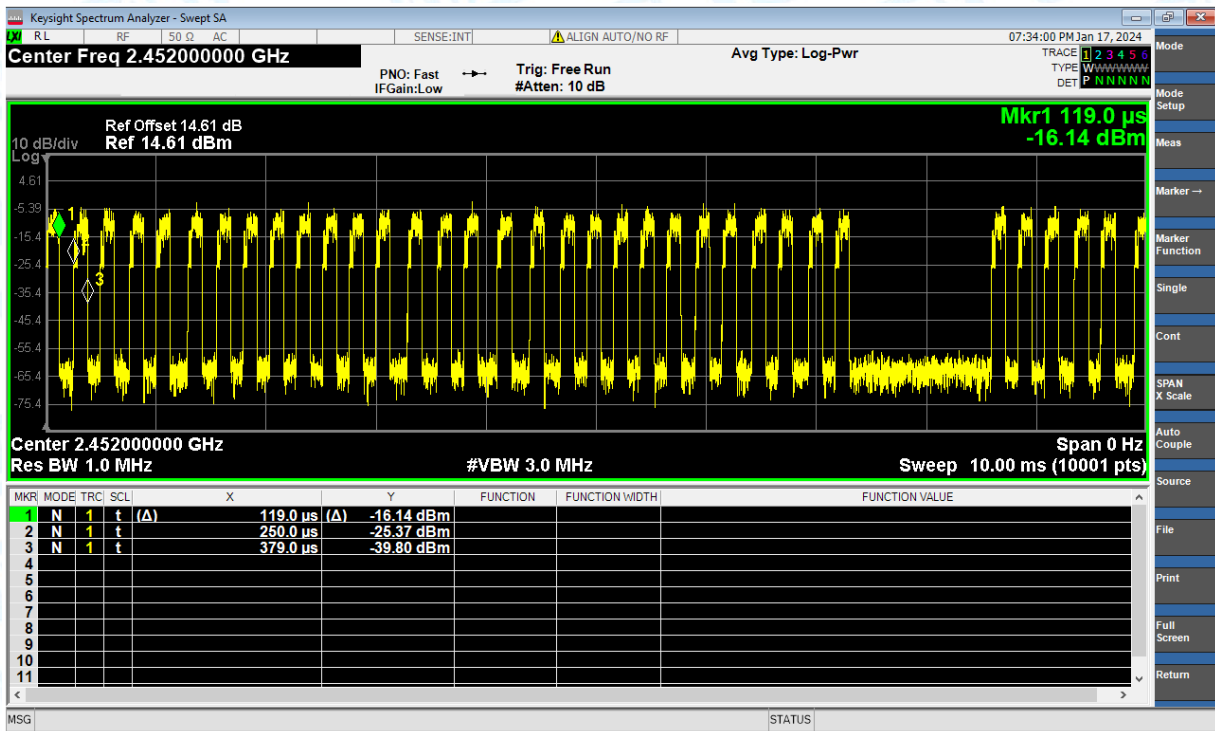 Keysight Spectrum Analyzer - Swept SA
LXI RL RF 50 Ω AC SENSE:INT ALIGN AUTO/NO RF 07:34:00 PM Jan 17, 2024
Center Freq 2.452000000 GHz
PNO: Fast
IFGain:Low
Trig: Free Run
#Atten: 10 dB
Avg Type: Log-Pwr
TRACE 1 2 3 4 5 6
TYPE WWWWWW
DET P N N N N N
Mkr1 119.0 µs
-16.14 dBm
Ref Offset 14.61 dB
10 dB/div Ref 14.61 dBm
Log
4.61
-5.39
-15.4
-25.4
-35.4
-45.4
-55.4
-65.4
-75.4
1
3
Center 2.452000000 GHz Span 0 Hz
Res BW 1.0 MHz #VBW 3.0 MHz Sweep 10.00 ms (10001 pts)
MKR MODE TRC SCL X Y FUNCTION FUNCTION WIDTH FUNCTION VALUE
1 N 1 t (Δ) 119.0 µs (Δ) -16.14 dBm
2 N 1 t 250.0 µs -25.37 dBm
3 N 1 t 379.0 µs -39.80 dBm
4
5
6
7
8
9
10
11
MSG STATUS
Mode
Mode
Setup
Meas
Marker →
Marker
Function
Single
Cont
SPAN
X Scale
Auto
Couple
Source
File
Print
Full
Screen
Return